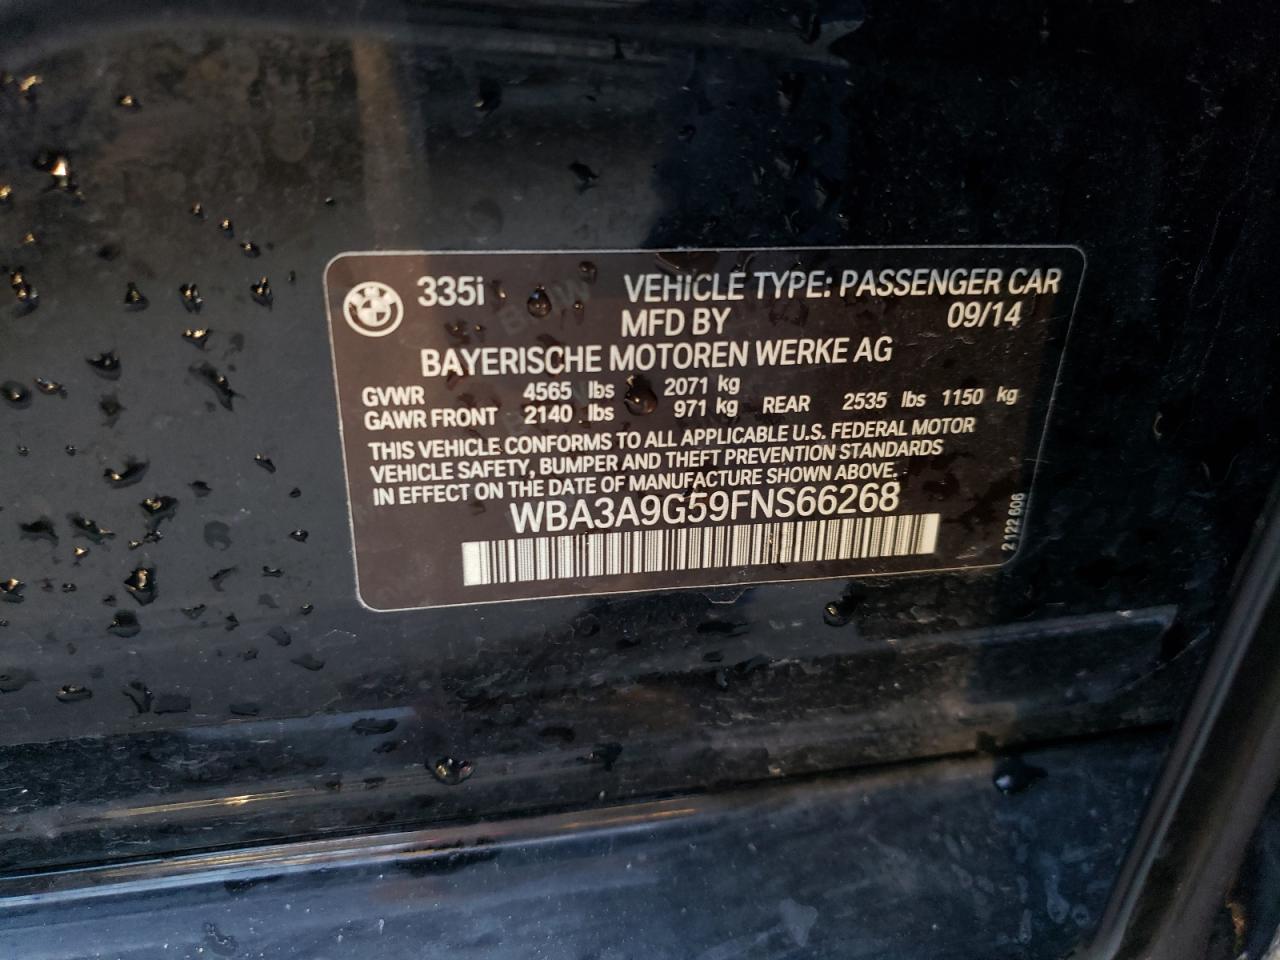 335i VEHICLE TYPE: PASSENGER CAR
MFD BY 09/14
BAYERISCHE MOTOREN WERKE AG
GVWR 4565 lbs 2071 kg
GAWR FRONT 2140 lbs 971 kg REAR 2535 lbs 1150 kg
THIS VEHICLE CONFORMS TO ALL APPLICABLE U.S. FEDERAL MOTOR
VEHICLE SAFETY, BUMPER AND THEFT PREVENTION STANDARDS
IN EFFECT ON THE DATE OF MANUFACTURE SHOWN ABOVE.
WBA3A9G59FNS66268
2 122 606